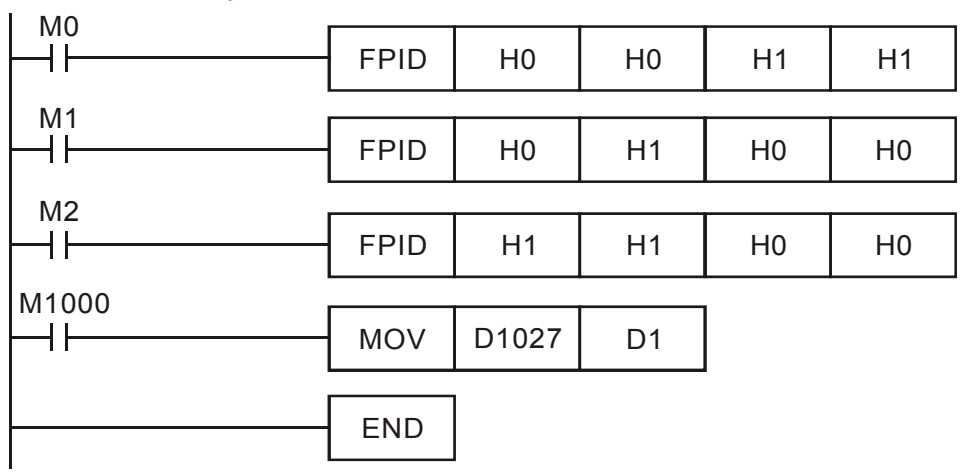 M0
FPID H0 H0 H1 H1
M1
FPID H0 H1 H0 H0
M2
FPID H1 H1 H0 H0
M1000
MOV D1027 D1
END